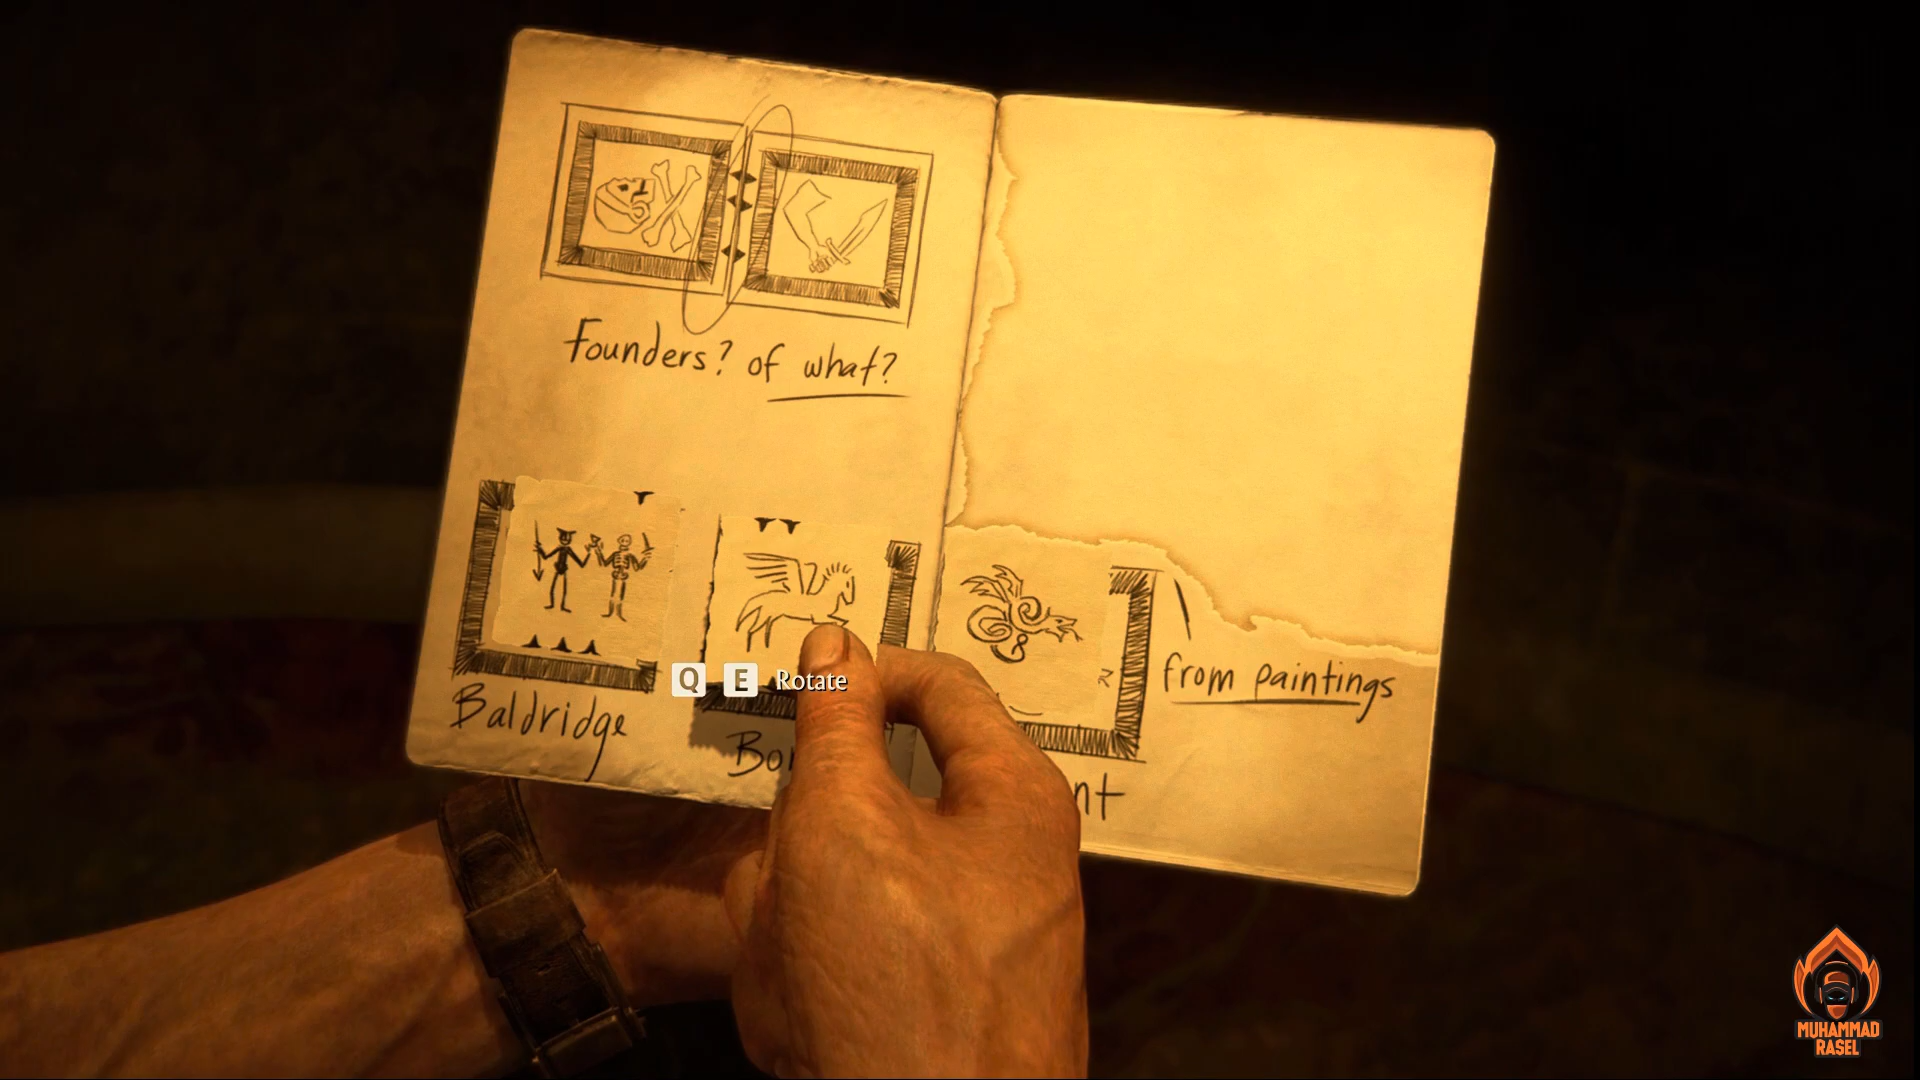 Founders? of what?
from paintings
Baldridge
Q E Rotate
MUHAMMAD
RASEL